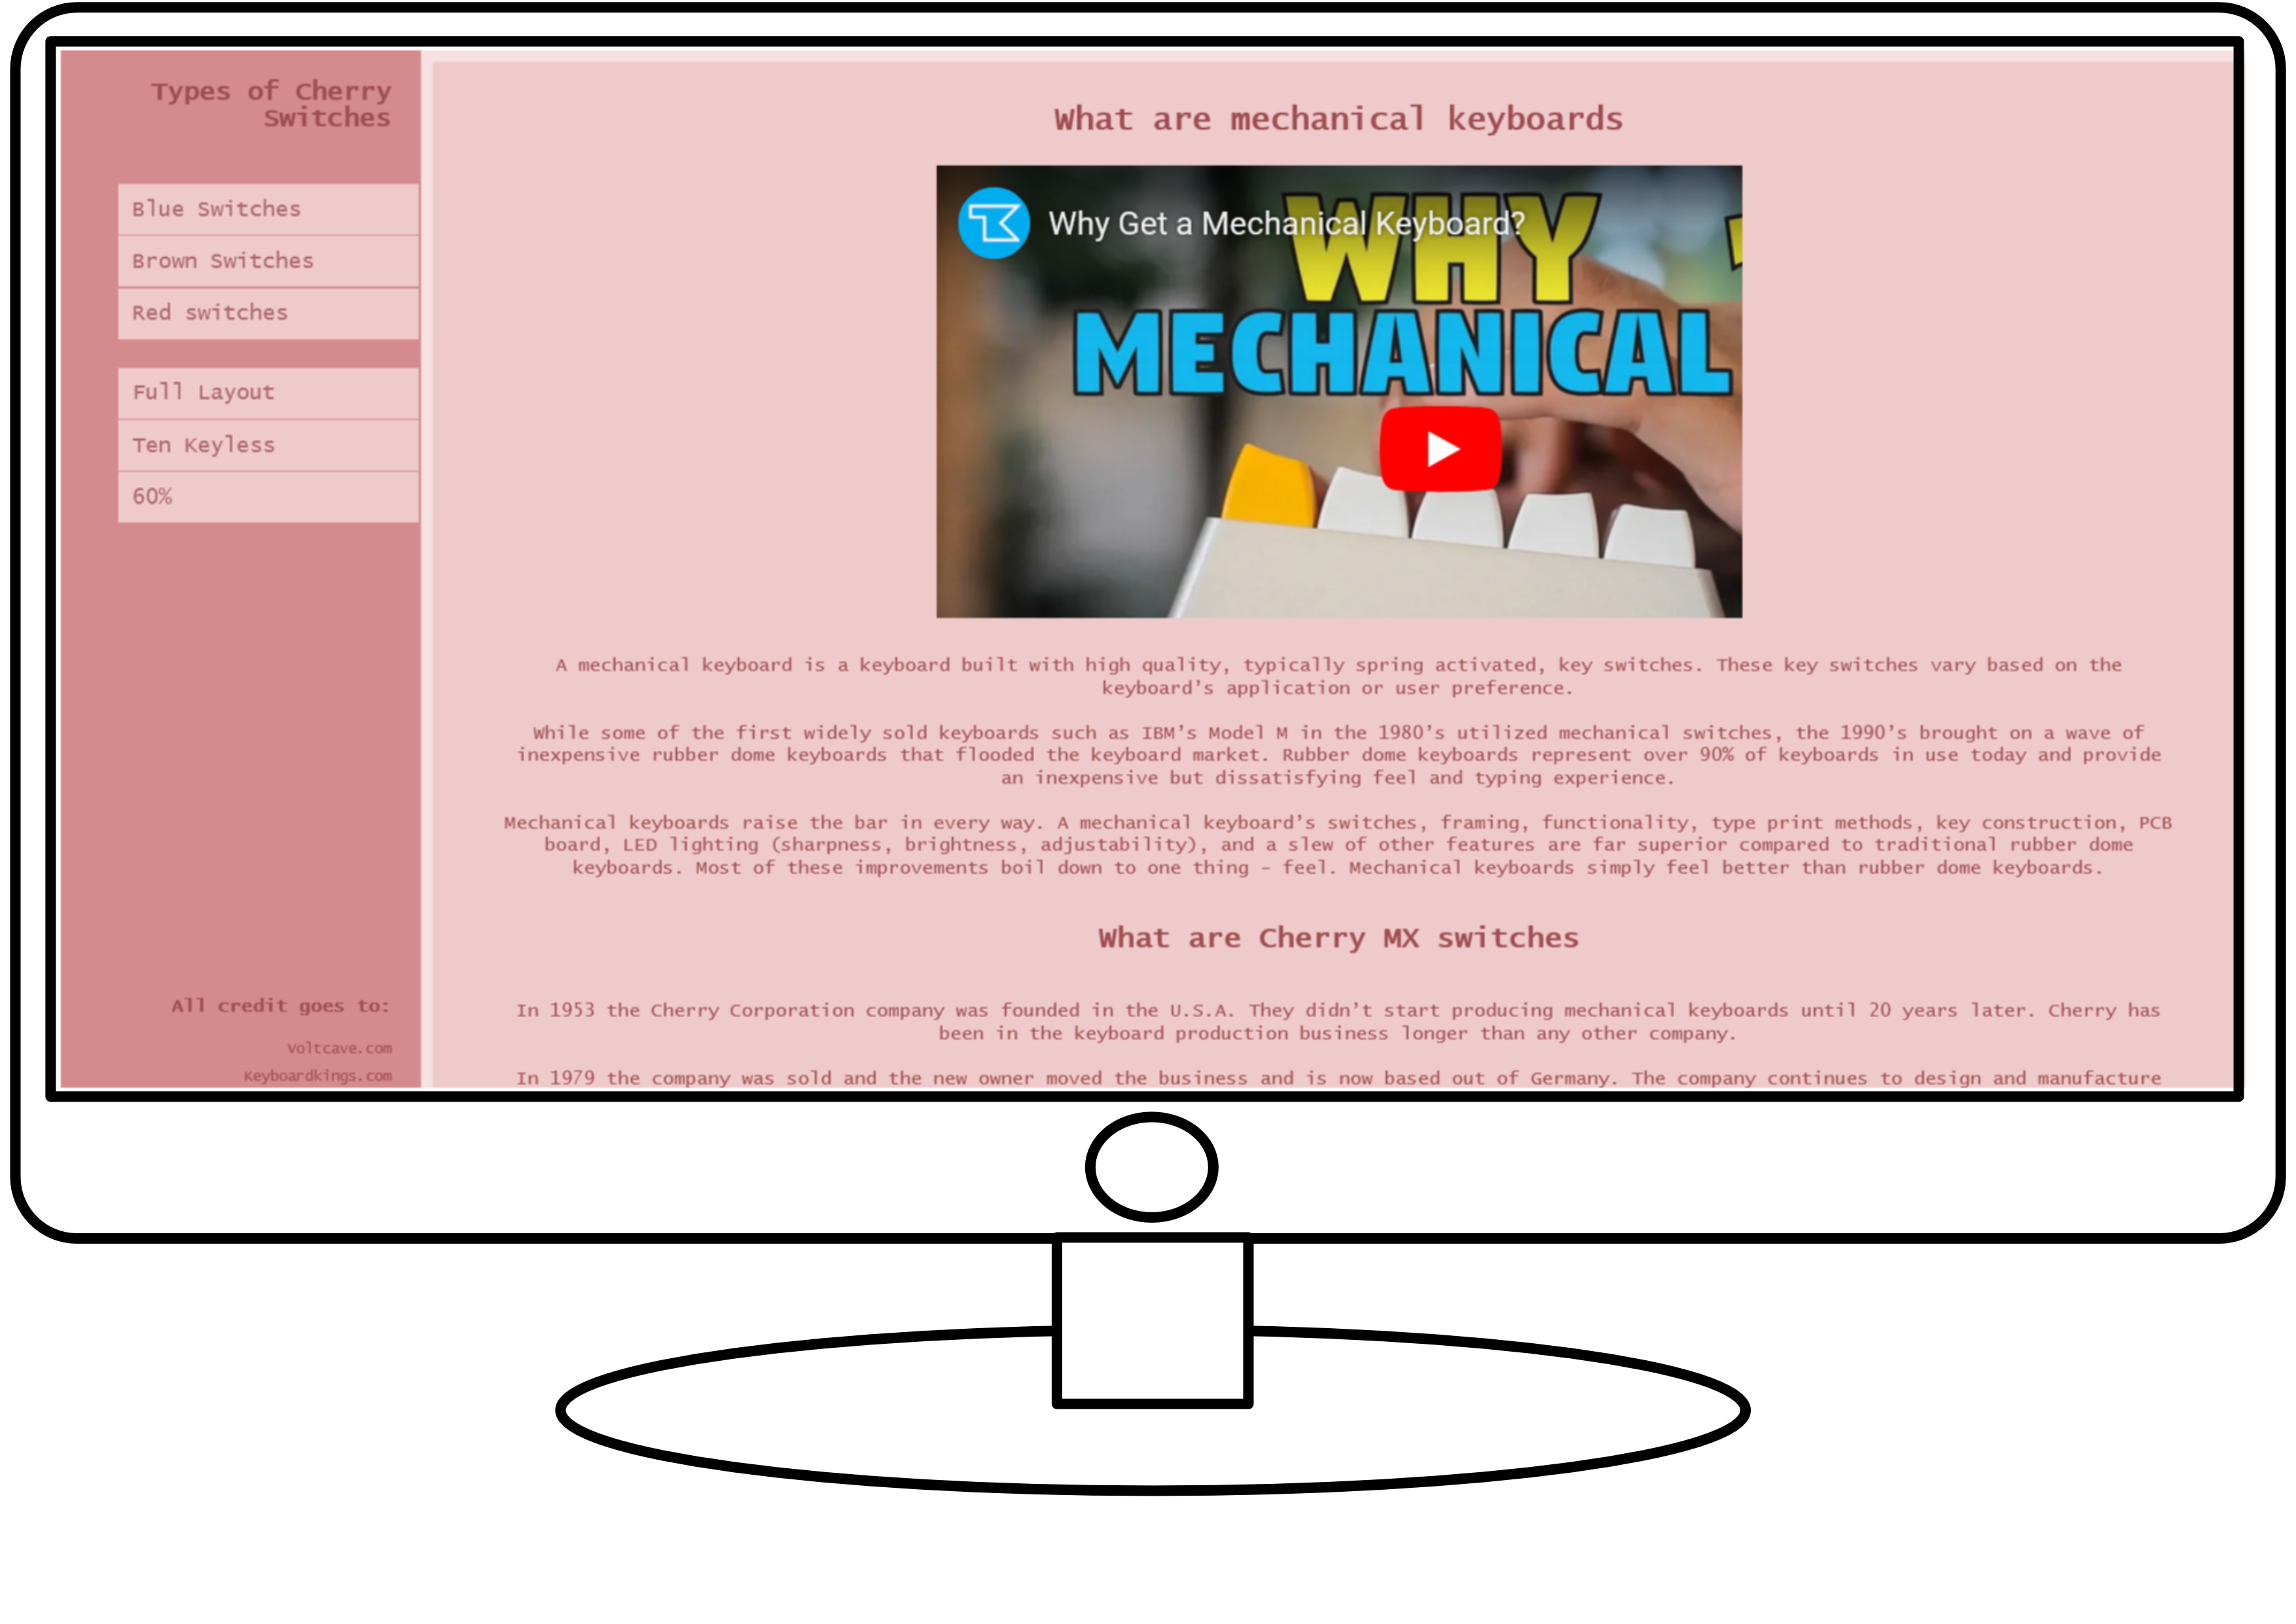 Types of Cherry
Switches
Blue Switches
Brown Switches
Red switches
Full Layout
Ten Keyless
60%
All credit goes to:
Voltcave.com
Keyboardkings.com
What are mechanical keyboards
Why Get a Mechanical Keyboard?
WHY
MECHANICAL
A mechanical keyboard is a keyboard built with high quality, typically spring activated, key switches. These key switches vary based on the
keyboard’s application or user preference.
While some of the first widely sold keyboards such as IBM’s Model M in the 1980’s utilized mechanical switches, the 1990’s brought on a wave of
inexpensive rubber dome keyboards that flooded the keyboard market. Rubber dome keyboards represent over 90% of keyboards in use today and provide
an inexpensive but dissatisfying feel and typing experience.
Mechanical keyboards raise the bar in every way. A mechanical keyboard’s switches, framing, functionality, type print methods, key construction, PCB
board, LED lighting (sharpness, brightness, adjustability), and a slew of other features are far superior compared to traditional rubber dome
keyboards. Most of these improvements boil down to one thing – feel. Mechanical keyboards simply feel better than rubber dome keyboards.
What are Cherry MX switches
In 1953 the Cherry Corporation company was founded in the U.S.A. They didn’t start producing mechanical keyboards until 20 years later. Cherry has
been in the keyboard production business longer than any other company.
In 1979 the company was sold and the new owner moved the business and is now based out of Germany. The company continues to design and manufacture